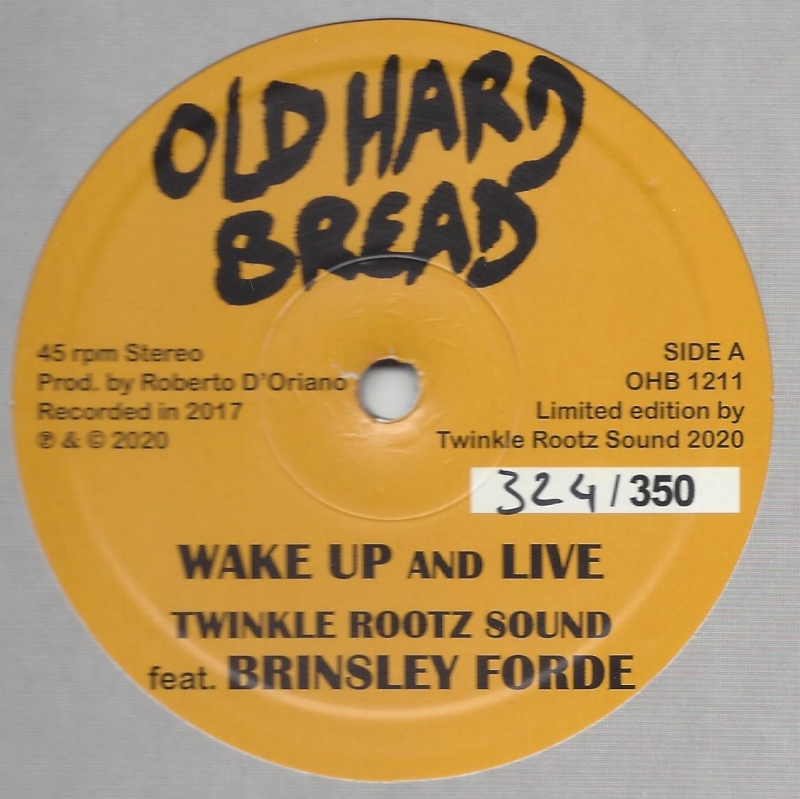 OLD HARD
BREAD
45 rpm Stereo
Prod. by Roberto D'Oriano
Recorded in 2017
℗ & © 2020
SIDE A
OHB 1211
Limited edition by
Twinkle Rootz Sound 2020
324 / 350
WAKE UP AND LIVE
TWINKLE ROOTZ SOUND
feat. BRINSLEY FORDE